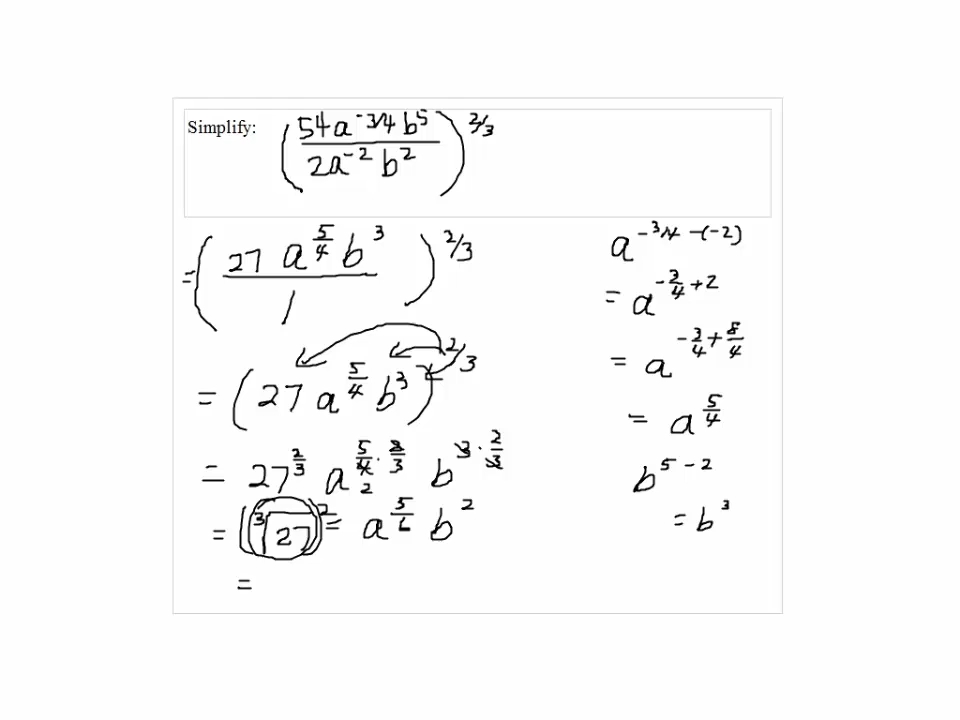 Simplify: (54a^-3/4 b^5 / 2a^-2 b^2)^2/3
= (27 a^5/4 b^3 / 1)^2/3
= (27 a^5/4 b^3)^2/3
= 27^2/3 a^5/4 · 2/3 b^3 · 2/3
= (∛27)^2 = a^5/6 b^2
=
a^-3/4 -(-2)
= a^-3/4 + 2
= a^-3/4 + 8/4
= a^5/4
b^5 - 2
= b^3